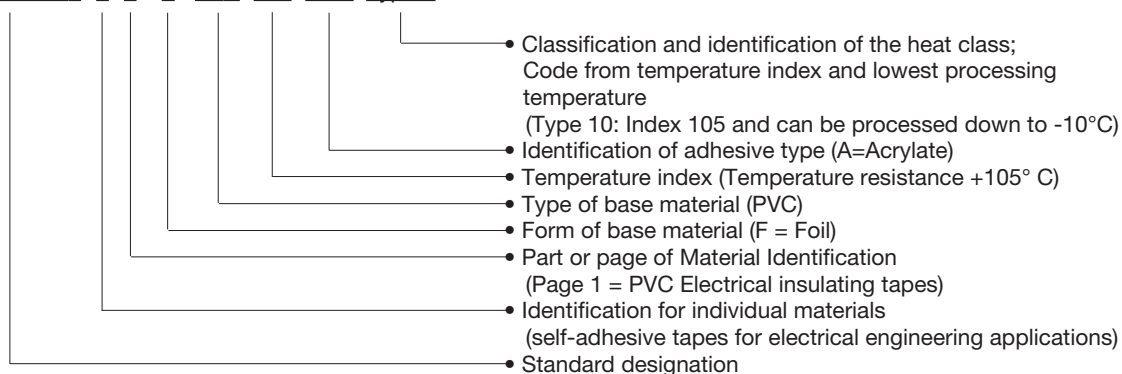 • Classification and identification of the heat class;
Code from temperature index and lowest processing
temperature
(Type 10: Index 105 and can be processed down to -10°C)
• Identification of adhesive type (A=Acrylate)
• Temperature index (Temperature resistance +105° C)
• Type of base material (PVC)
• Form of base material (F = Foil)
• Part or page of Material Identification
(Page 1 = PVC Electrical insulating tapes)
• Identification for individual materials
(self-adhesive tapes for electrical engineering applications)
• Standard designation